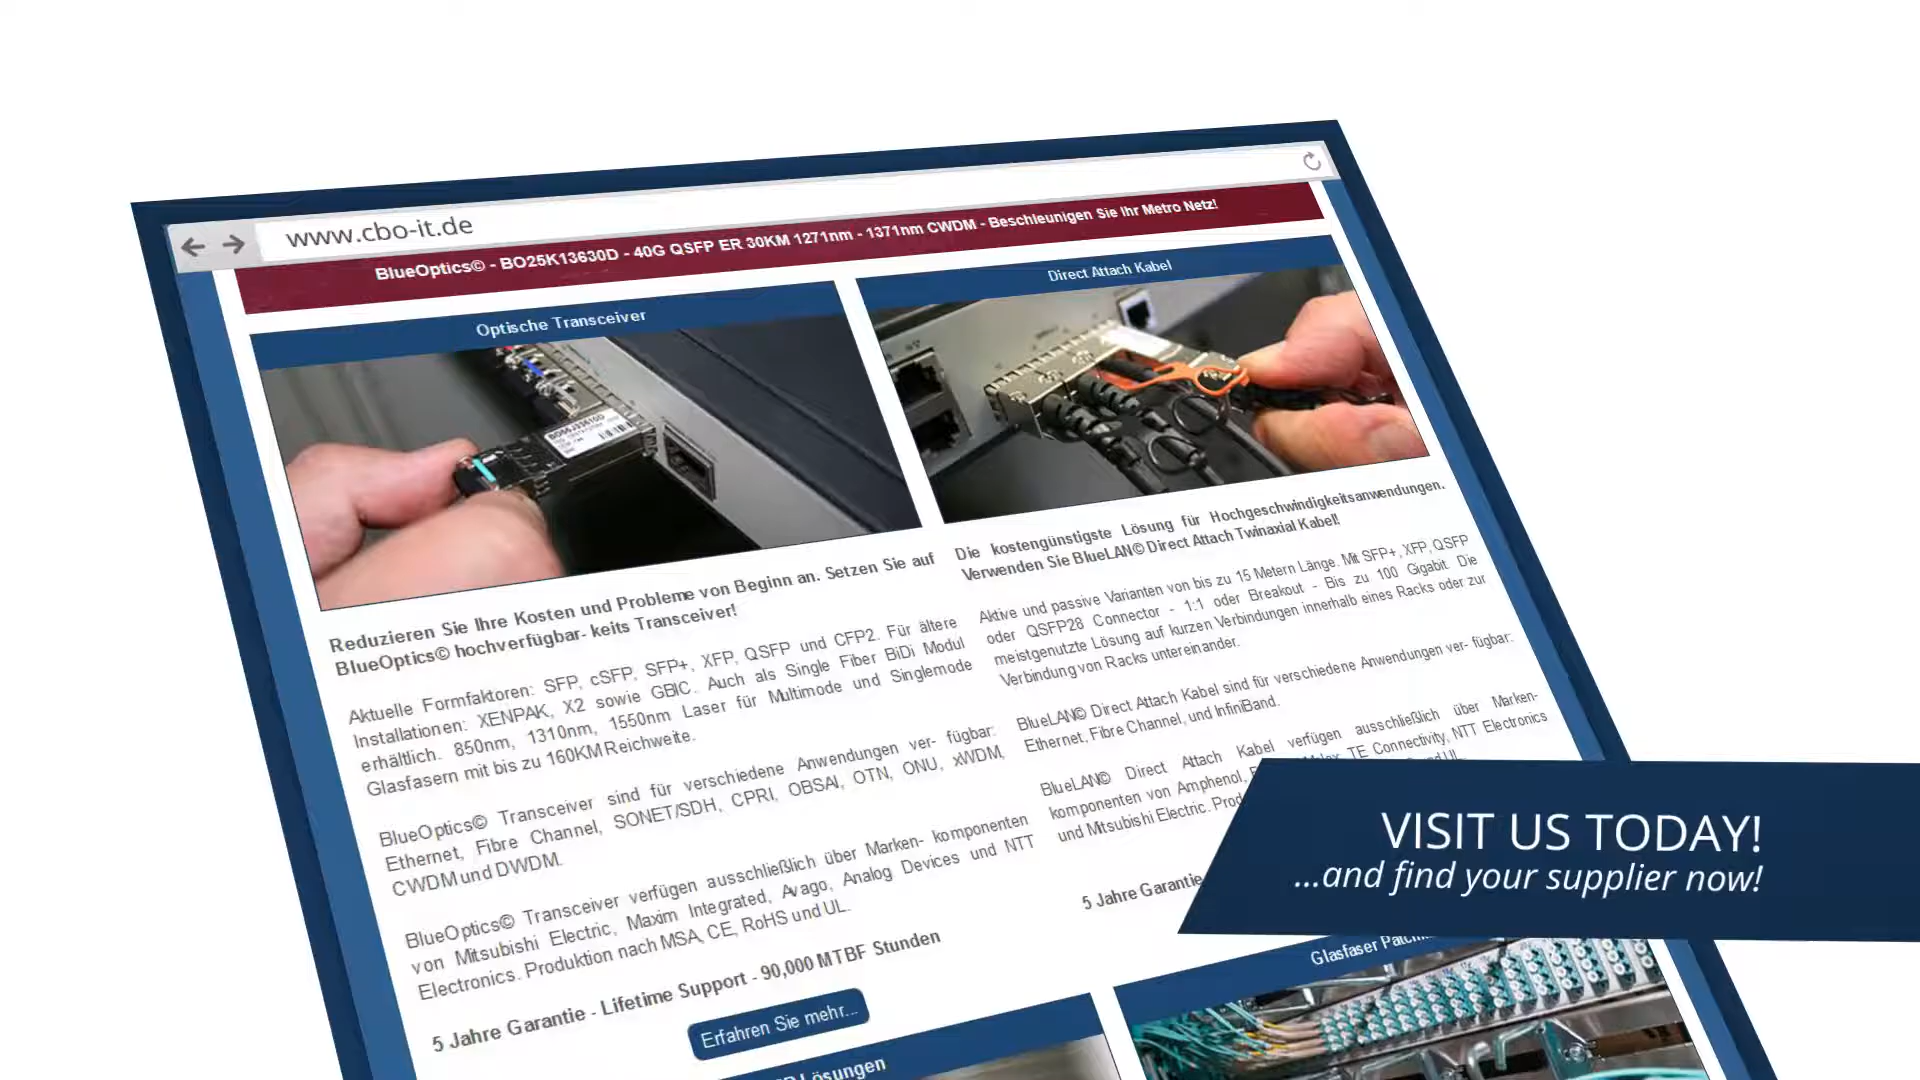 www.cbo-it.de
BlueOptics© - BO25K13630D - 40G QSFP ER 30KM 1271nm - 1371nm CWDM - Beschleunigen Sie Ihr Metro Netz!
Optische Transceiver
Reduzieren Sie Ihre Kosten und Probleme von Beginn an. Setzen Sie auf
BlueOptics© hochverfügbar- keits Transceiver!
Aktuelle Formfaktoren: SFP, cSFP, SFP+, XFP, QSFP und CFP2. Für ältere
Installationen: XENPAK, X2 sowie GBIC. Auch als Single Fiber BiDi Modul
erhältlich. 850nm, 1310nm, 1550nm Laser für Multimode und Singlemode
Glasfasern mit bis zu 160KM Reichweite.
BlueOptics© Transceiver sind für verschiedene Anwendungen ver- fügbar:
Ethernet, Fibre Channel, SONET/SDH, CPRI, OBSAI, OTN, ONU, xWDM,
CWDM und DWDM.
BlueOptics© Transceiver verfügen ausschließlich über Marken- komponenten
von Mitsubishi Electric, Maxim Integrated, Avago, Analog Devices und NTT
Electronics. Produktion nach MSA, CE, RoHS und UL.
5 Jahre Garantie - Lifetime Support - 90,000 MTBF Stunden
Erfahren Sie mehr...
Lösungen
Direct Attach Kabel
Die kostengünstigste Lösung für Hochgeschwindigkeitsanwendungen.
Verwenden Sie BlueLAN© Direct Attach Twinaxial Kabel!
Aktive und passive Varianten von bis zu 15 Metern Länge. Mit SFP+, XFP, QSFP
oder QSFP28 Connector - 1:1 oder Breakout - Bis zu 100 Gigabit. Die
meistgenutzte Lösung auf kurzen Verbindungen innerhalb eines Racks oder zur
Verbindung von Racks untereinander.
BlueLAN© Direct Attach Kabel sind für verschiedene Anwendungen ver- fügbar:
Ethernet, Fibre Channel, und InfiniBand.
BlueLAN© Direct Attach Kabel verfügen ausschließlich über Marken-
komponenten von Amphenol, TE Connectivity, NTT Electronics
und Mitsubishi Electric.
5 Jahre Garantie
Glasfaser
VISIT US TODAY!
...and find your supplier now!